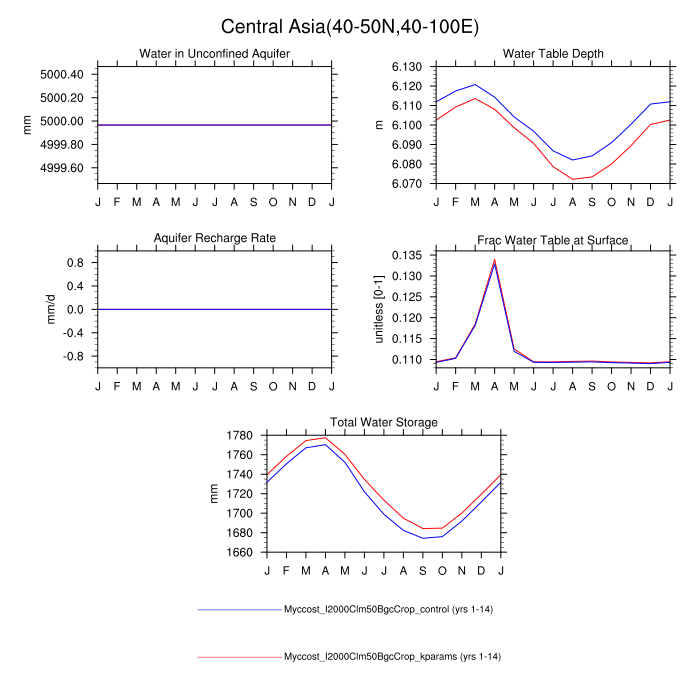 Central Asia(40-50N,40-100E)
Water in Unconfined Aquifer
5000.40
5000.20
5000.00
4999.80
4999.60
mm
J F M A M J J A S O N D J
Water Table Depth
6.130
6.120
6.110
6.100
6.090
6.080
6.070
m
J F M A M J J A S O N D J
Aquifer Recharge Rate
0.8
0.4
0.0
-0.4
-0.8
mm/d
J F M A M J J A S O N D J
Frac Water Table at Surface
0.135
0.130
0.125
0.120
0.115
0.110
unitless [0-1]
J F M A M J J A S O N D J
Total Water Storage
1780
1760
1740
1720
1700
1680
1660
mm
J F M A M J J A S O N D J
Myccost_I2000Clm50BgcCrop_control (yrs 1-14)
Myccost_I2000Clm50BgcCrop_kparams (yrs 1-14)